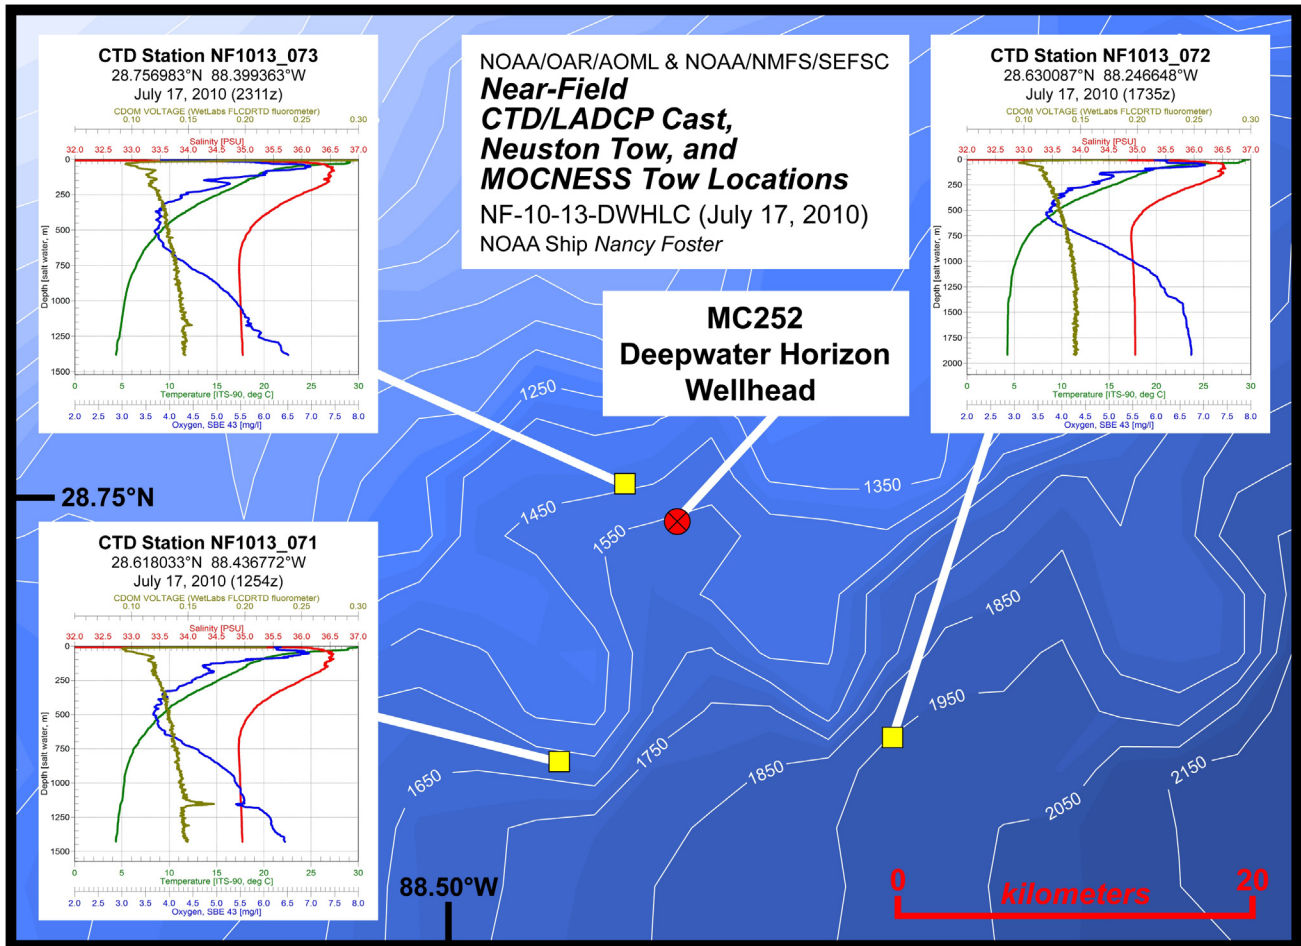 CTD Station NF1013_073
28.756983°N 88.399363°W
July 17, 2010 (2311z)
CDOM VOLTAGE (WetLabs FLCDRTD fluorometer)
0.10 0.15 0.20 0.25 0.30
Salinity [PSU]
32.0 32.5 33.0 33.5 34.0 34.5 35.0 35.5 36.0 36.5 37.0
Depth [salt water, m]
0
250
500
750
1000
1250
1500
0 5 10 15 20 25 30
Temperature [ITS-90, deg C]
2.0 2.5 3.0 3.5 4.0 4.5 5.0 5.5 6.0 6.5 7.0 7.5 8.0
Oxygen, SBE 43 [mg/l]
NOAA/OAR/AOML & NOAA/NMFS/SEFSC
Near-Field
CTD/LADCP Cast,
Neuston Tow, and
MOCNESS Tow Locations
NF-10-13-DWHLC (July 17, 2010)
NOAA Ship Nancy Foster
CTD Station NF1013_072
28.630087°N 88.246648°W
July 17, 2010 (1735z)
CDOM VOLTAGE (WetLabs FLCDRTD fluorometer)
0.10 0.15 0.20 0.25 0.30
Salinity [PSU]
32.0 32.5 33.0 33.5 34.0 34.5 35.0 35.5 36.0 36.5 37.0
Depth [salt water, m]
0
250
500
750
1000
1250
1500
1750
2000
0 5 10 15 20 25 30
Temperature [ITS-90, deg C]
2.0 2.5 3.0 3.5 4.0 4.5 5.0 5.5 6.0 6.5 7.0 7.5 8.0
Oxygen, SBE 43 [mg/l]
MC252
Deepwater Horizon
Wellhead
1250
1350
1450
1550
28.75°N
CTD Station NF1013_071
28.618033°N 88.436772°W
July 17, 2010 (1254z)
CDOM VOLTAGE (WetLabs FLCDRTD fluorometer)
0.10 0.15 0.20 0.25 0.30
Salinity [PSU]
32.0 32.5 33.0 33.5 34.0 34.5 35.0 35.5 36.0 36.5 37.0
Depth [salt water, m]
0
250
500
750
1000
1250
1500
0 5 10 15 20 25 30
Temperature [ITS-90, deg C]
2.0 2.5 3.0 3.5 4.0 4.5 5.0 5.5 6.0 6.5 7.0 7.5 8.0
Oxygen, SBE 43 [mg/l]
1850
1950
1750
1850
1650
2150
2050
88.50°W
0 kilometers 20